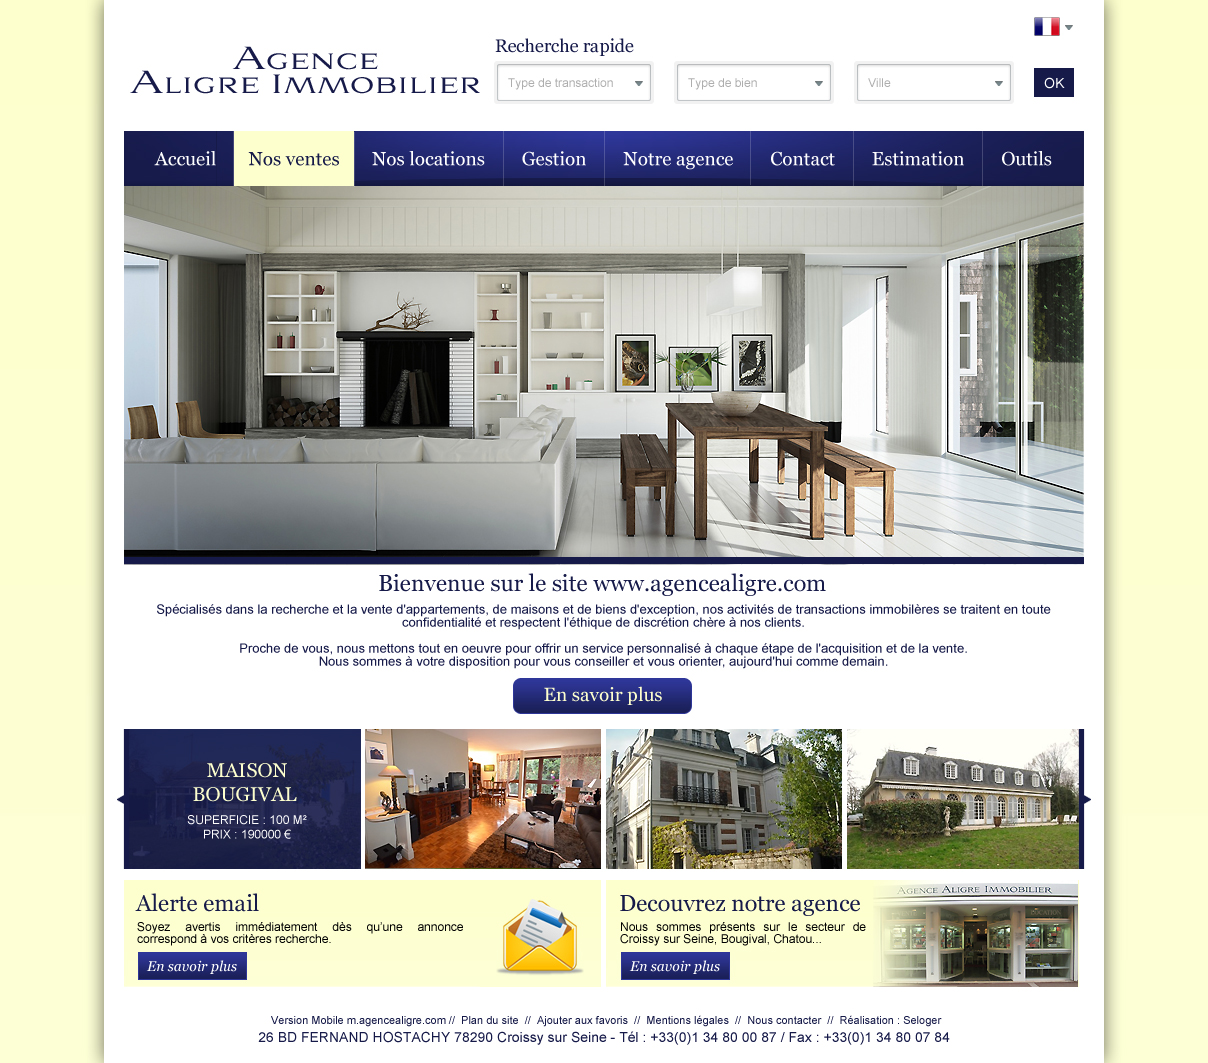 AGENCE
ALIGRE IMMOBILIER
Recherche rapide
Type de transaction
Type de bien
Ville
OK
Accueil
Nos ventes
Nos locations
Gestion
Notre agence
Contact
Estimation
Outils
Bienvenue sur le site www.agencealigre.com
Spécialisés dans la recherche et la vente d'appartements, de maisons et de biens d'exception, nos activités de transactions immobilères se traitent en toute
confidentialité et respectent l'éthique de discrétion chère à nos clients.
Proche de vous, nous mettons tout en oeuvre pour offrir un service personnalisé à chaque étape de l'acquisition et de la vente.
Nous sommes à votre disposition pour vous conseiller et vous orienter, aujourd'hui comme demain.
En savoir plus
MAISON
BOUGIVAL
SUPERFICIE : 100 M²
PRIX : 190000 €
Alerte email
Soyez avertis immédiatement dès qu'une annonce
correspond à vos critères recherche.
En savoir plus
Decouvrez notre agence
Nous sommes présents sur le secteur de
Croissy sur Seine, Bougival, Chatou...
En savoir plus
AGENCE ALIGRE IMMOBILIER
Version Mobile m.agencealigre.com // Plan du site // Ajouter aux favoris // Mentions légales // Nous contacter // Réalisation : Seloger
26 BD FERNAND HOSTACHY 78290 Croissy sur Seine - Tél : +33(0)1 34 80 00 87 / Fax : +33(0)1 34 80 07 84